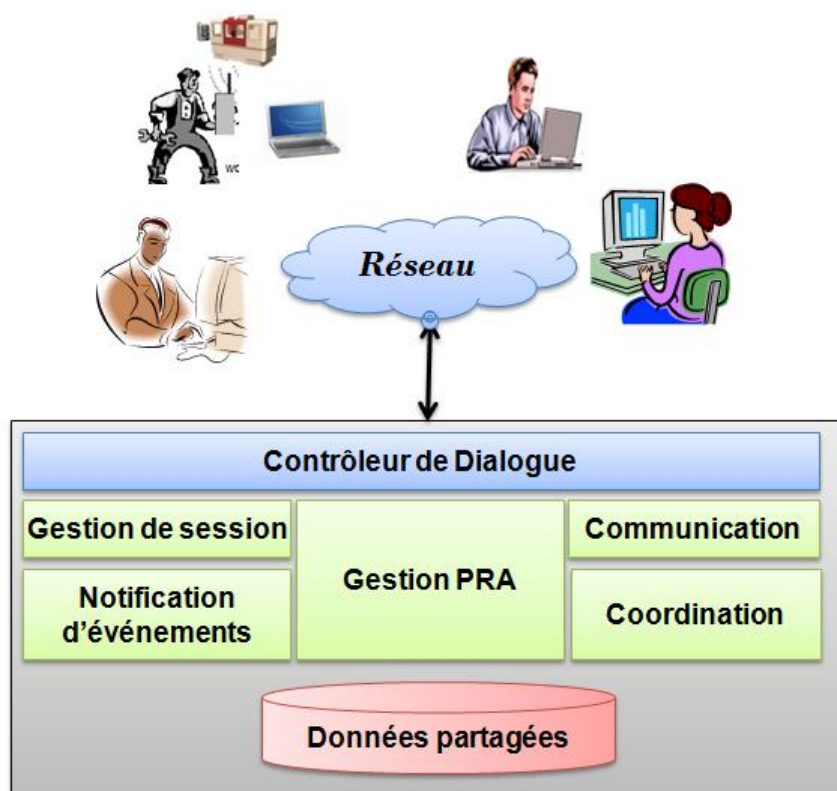 Réseau
Contrôleur de Dialogue
Gestion de session
Communication
Gestion PRA
Notification
d'événements
Coordination
Données partagées